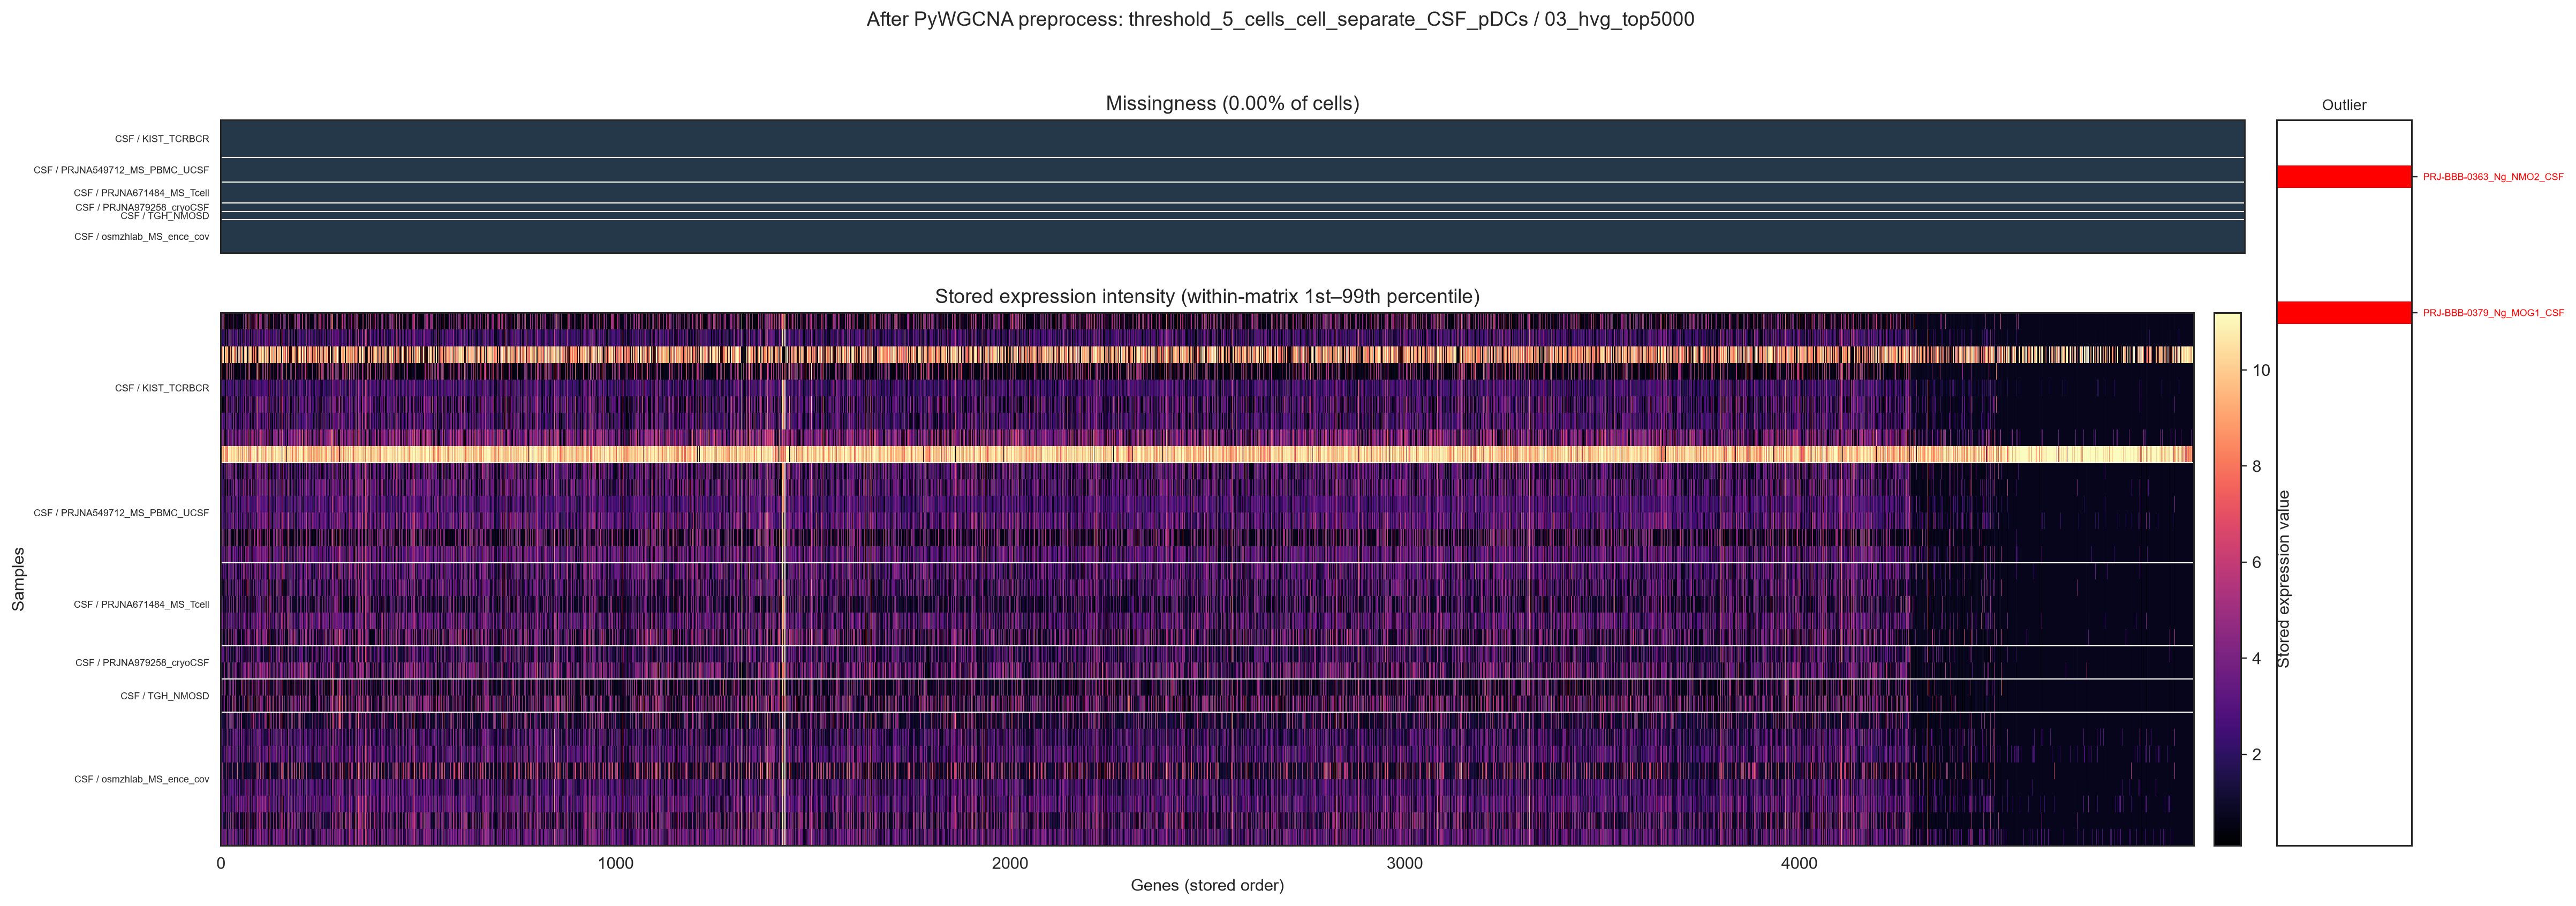 After PyWGCNA preprocess: threshold_5_cells_cell_separate_CSF_pDCs / 03_hvg_top5000
Missingness (0.00% of cells)
Outlier
CSF / KIST_TCRBCR
CSF / PRJNA549712_MS_PBMC_UCSF
CSF / PRJNA671484_MS_Tcell
CSF / PRJNA979258_cryoCSF
CSF / TGH_NMOSD
CSF / osmzhlab_MS_ence_cov
PRJ-BBB-0363_Ng_NMO2_CSF
PRJ-BBB-0379_Ng_MOG1_CSF
Stored expression intensity (within-matrix 1st–99th percentile)
Samples
CSF / KIST_TCRBCR
CSF / PRJNA549712_MS_PBMC_UCSF
CSF / PRJNA671484_MS_Tcell
CSF / PRJNA979258_cryoCSF
CSF / TGH_NMOSD
CSF / osmzhlab_MS_ence_cov
10
8
6
4
2
Stored expression value
0 1000 2000 3000 4000
Genes (stored order)